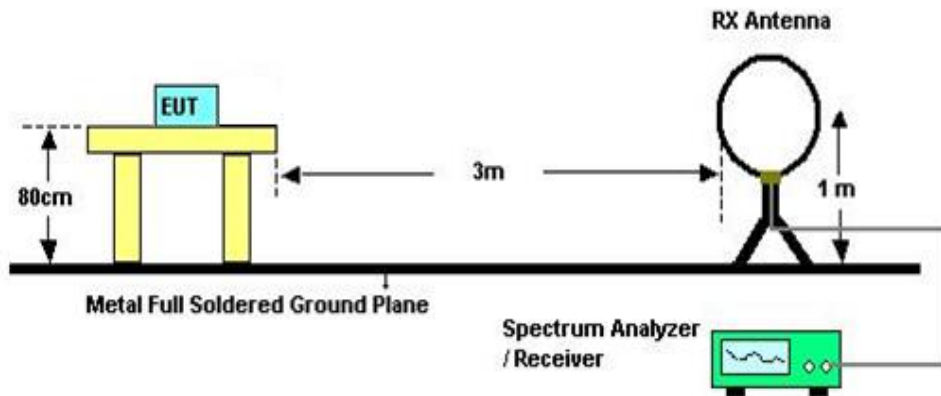 RX Antenna
EUT
80cm
3m
1 m
Metal Full Soldered Ground Plane
Spectrum Analyzer
/ Receiver